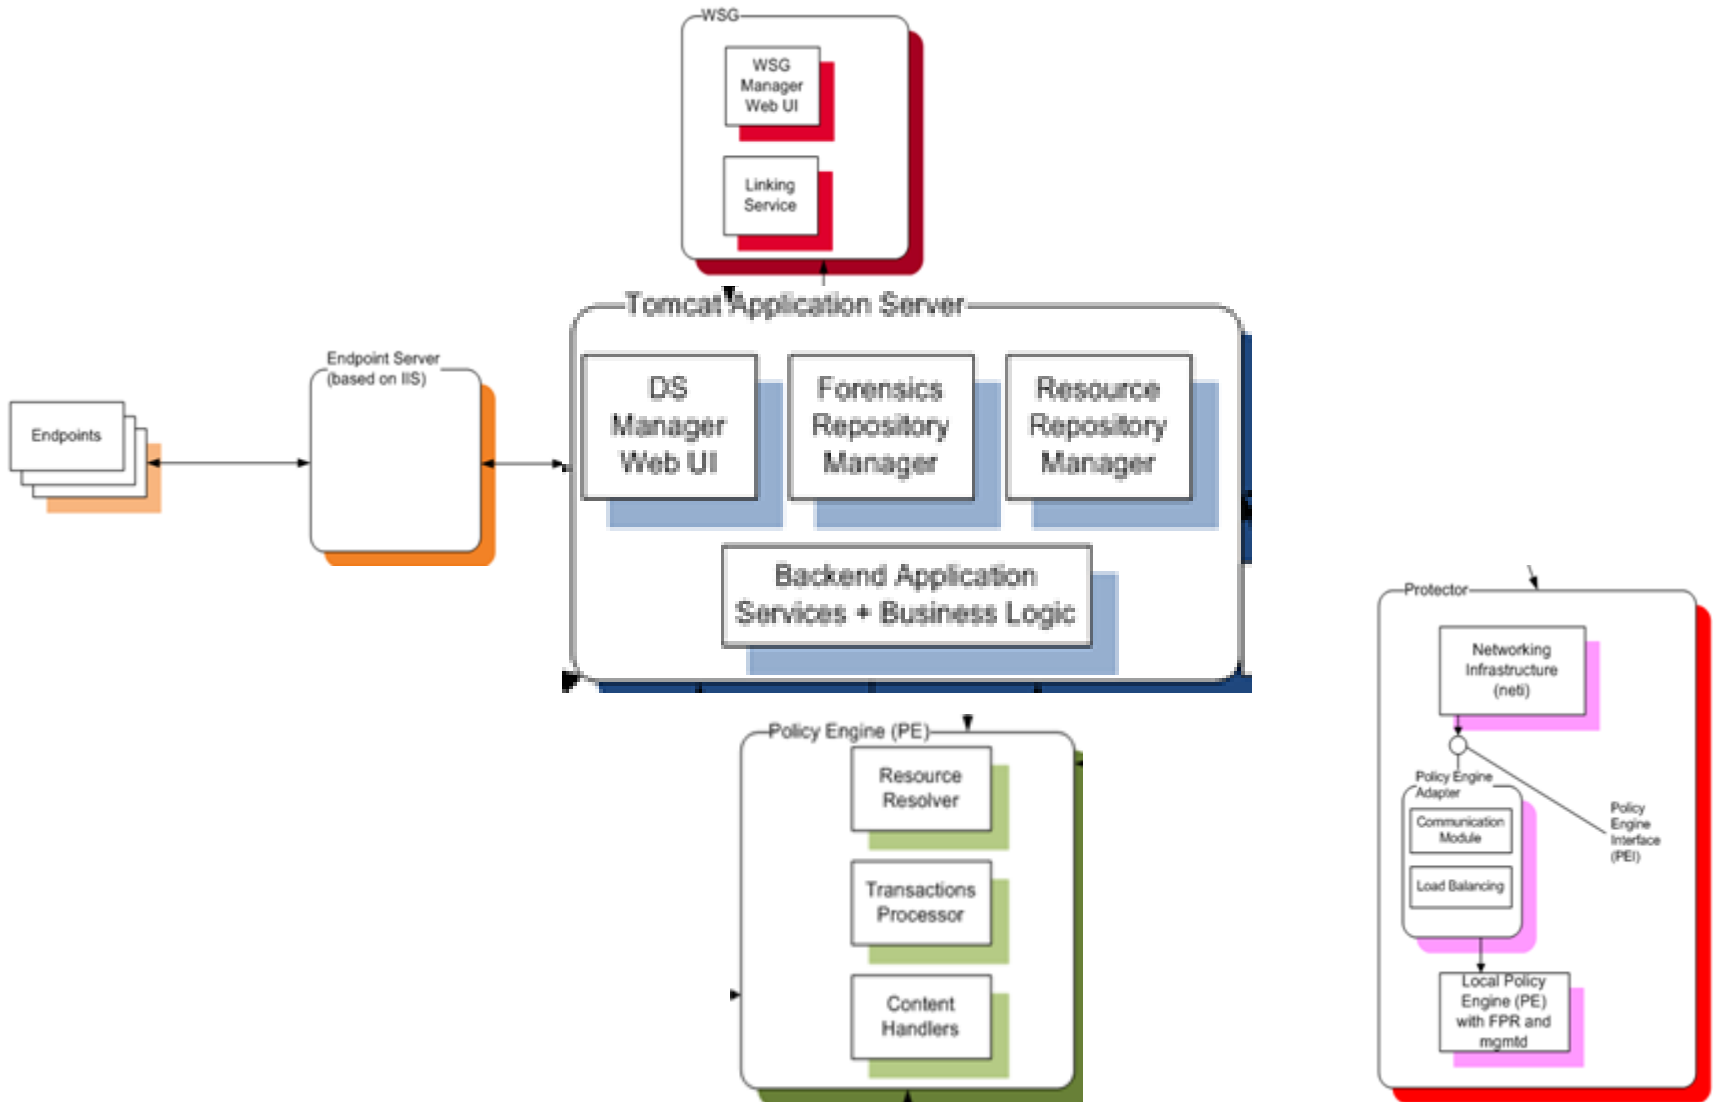 WSG
WSG
Manager
Web UI
Linking
Service
Tomcat Application Server
DS
Manager
Web UI
Forensics
Repository
Manager
Resource
Repository
Manager
Backend Application
Services + Business Logic
Endpoint Server
(based on IIS)
Endpoints
Policy Engine (PE)
Resource
Resolver
Transactions
Processor
Content
Handlers
Protector
Networking
Infrastructure
(neti)
Policy Engine
Adapter
Communication
Module
Load Balancing
Policy
Engine
Interface
(PEI)
Local Policy
Engine (PE)
with FPR and
mgmtd